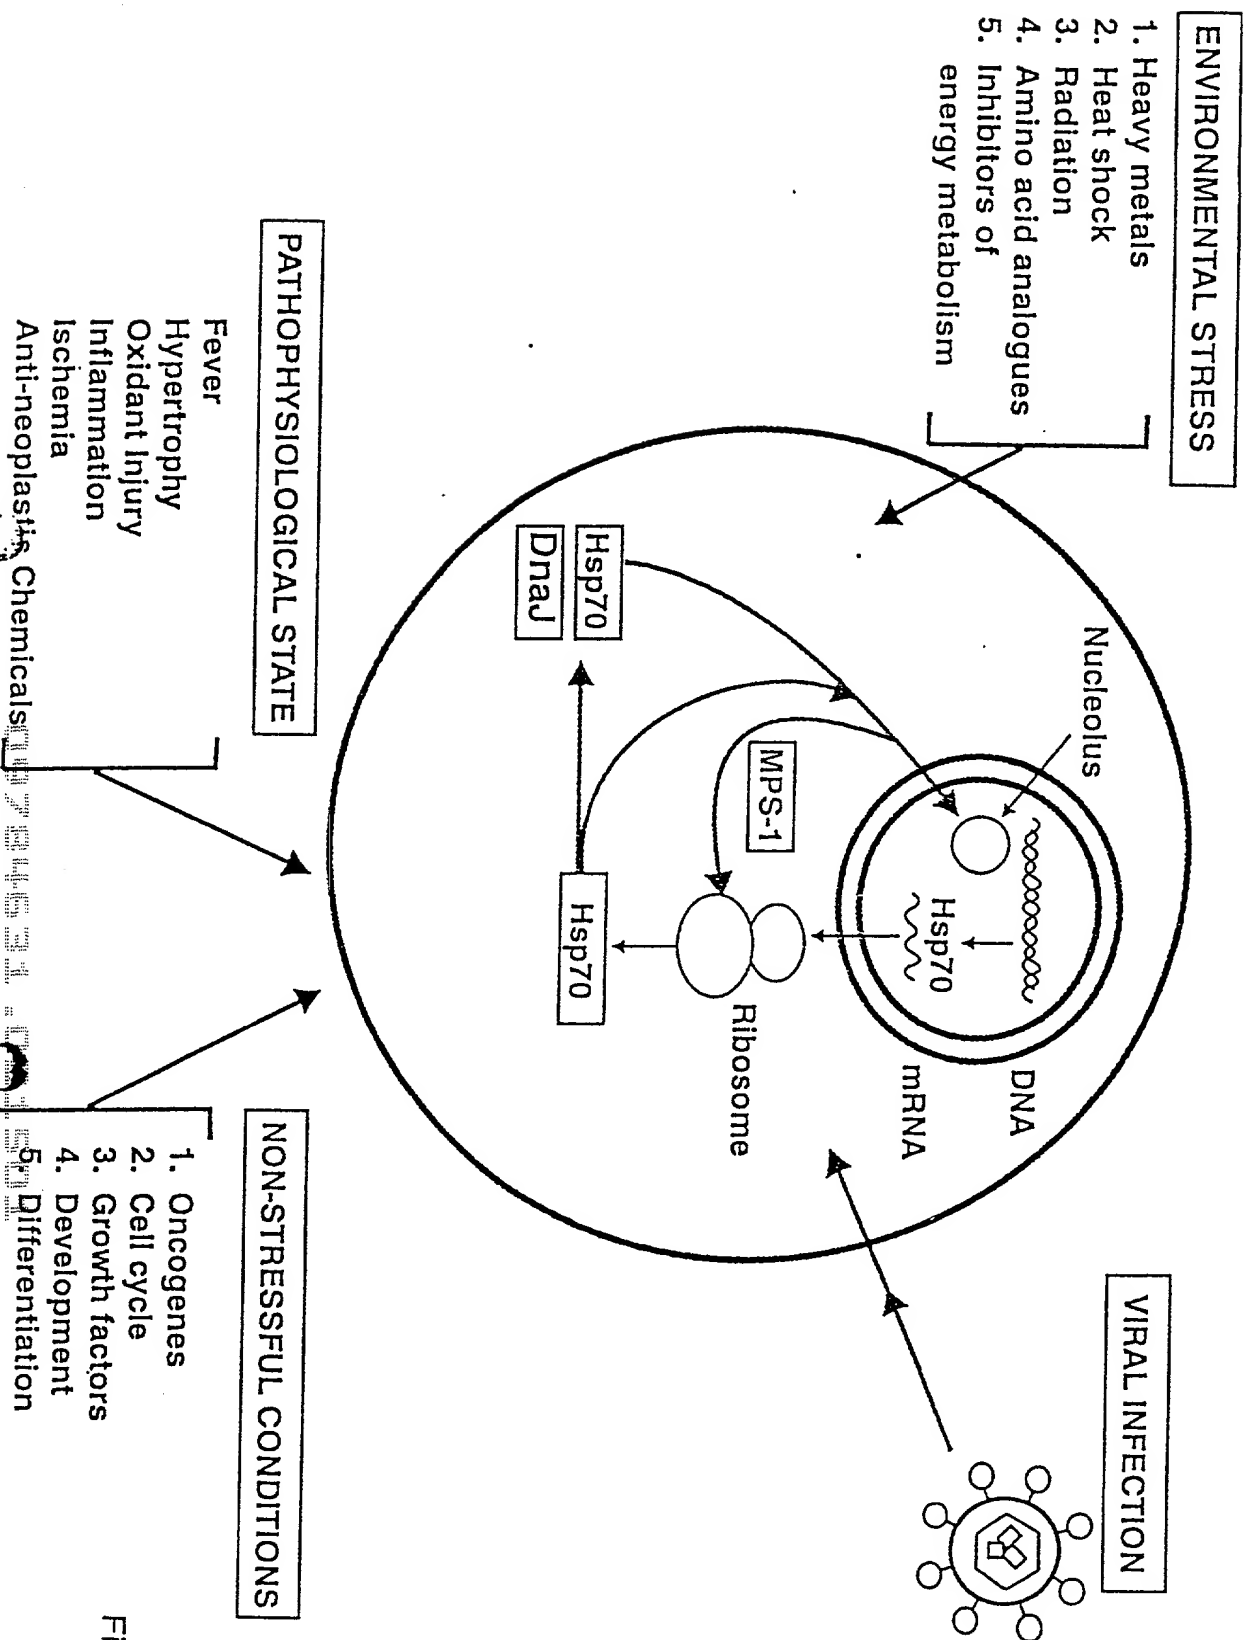 ENVIRONMENTAL STRESS
1. Heavy metals
2. Heat shock
3. Radiation
4. Amino acid analogues
5. Inhibitors of
energy metabolism
VIRAL INFECTION
Nucleolus
DNA
Hsp70
mRNA
MPS-1
Ribosome
Hsp70
DnaJ
Hsp70
PATHOPHYSIOLOGICAL STATE
Fever
Hypertrophy
Oxidant Injury
Inflammation
Ischemia
Anti-neoplastic Chemicals
NON-STRESSFUL CONDITIONS
1. Oncogenes
2. Cell cycle
3. Growth factors
4. Development
5. Differentiation